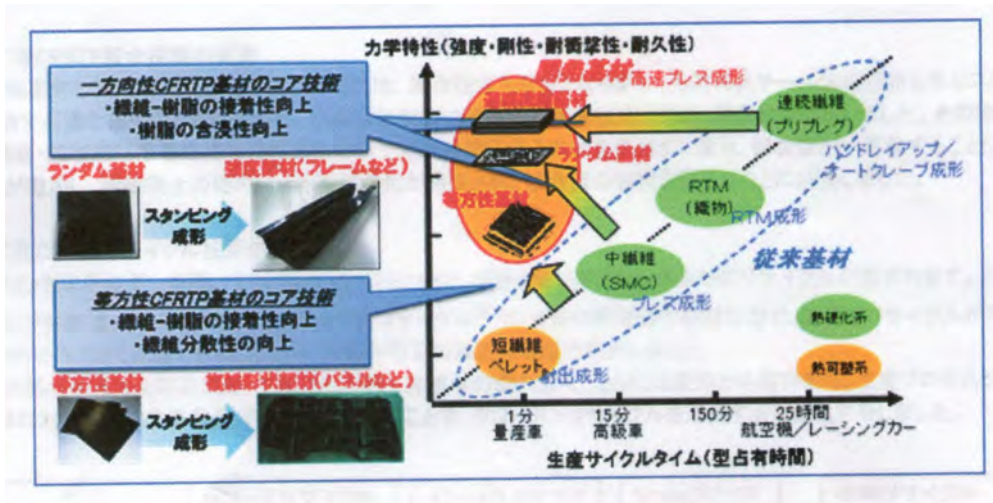 力学特性(強度・剛性・耐衝撃性・耐久性)
一方向性CFRTP基材のコア技術
・繊維－樹脂の接着性向上
・樹脂の含浸性向上
ランダム基材
強度部材(フレームなど)
スタンピング
成形
等方性CFRTP基材のコア技術
・繊維－樹脂の接着性向上
・繊維分散性の向上
等方性基材
複雑形状部材(パネルなど)
スタンピング
成形
開発基材
高速プレス成形
連続繊維基材
ランダム基材
等方性基材
連続繊維
(プリプレグ)
ハンドレイアップ／
オートクレーブ成形
RTM
(織物)
RTM成形
従来基材
中繊維
(SMC)
プレス成形
短繊維
ペレット
射出成形
熱硬化系
熱可塑系
1分
量産車
15分
高級車
150分
25時間
航空機／レーシングカー
生産サイクルタイム(型占有時間)